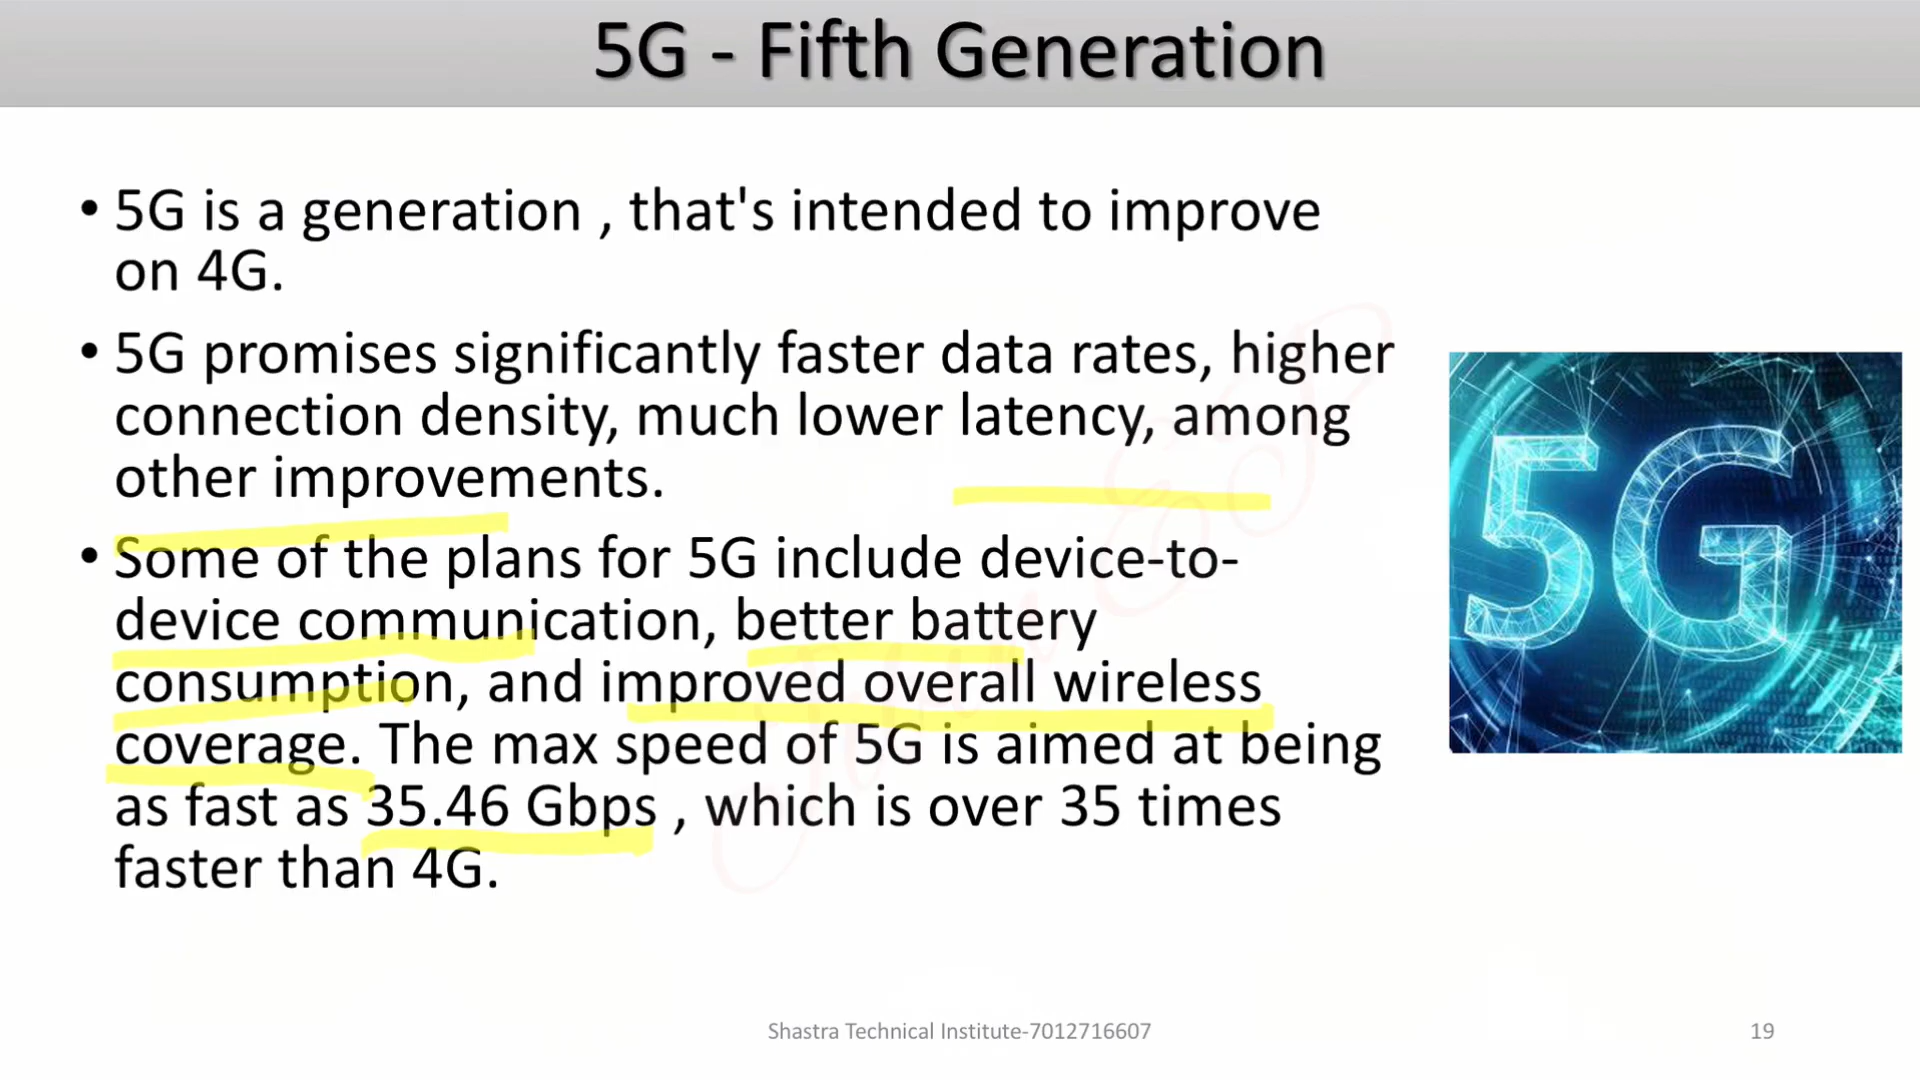 5G - Fifth Generation
• 5G is a generation , that's intended to improve
on 4G.
• 5G promises significantly faster data rates, higher
connection density, much lower latency, among
other improvements.
• Some of the plans for 5G include device-to-
device communication, better battery
consumption, and improved overall wireless
coverage. The max speed of 5G is aimed at being
as fast as 35.46 Gbps , which is over 35 times
faster than 4G.
5G
Shastra Technical Institute-7012716607
19